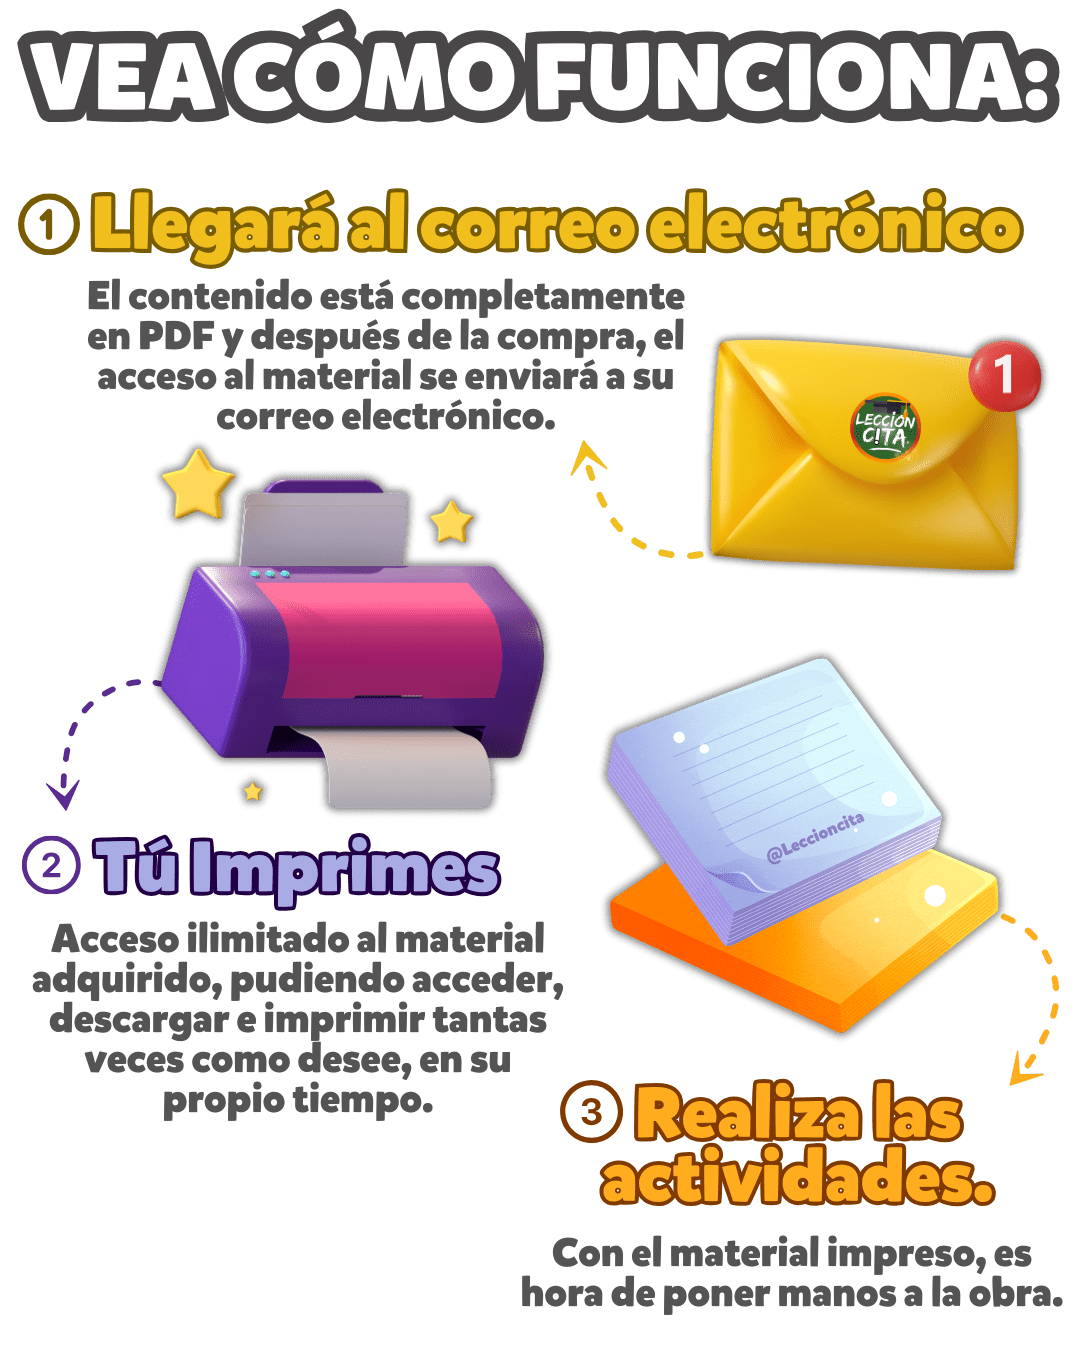 VEA CÓMO FUNCIONA:
1 Llegará al correo electrónico
El contenido está completamente
en PDF y después de la compra, el
acceso al material se enviará a su
correo electrónico.
1
LECCIÓN
CITA
2 Tú Imprimes
Acceso ilimitado al material
adquirido, pudiendo acceder,
descargar e imprimir tantas
veces como desee, en su
propio tiempo.
@Leccioncita
3 Realiza las
actividades.
Con el material impreso, es
hora de poner manos a la obra.